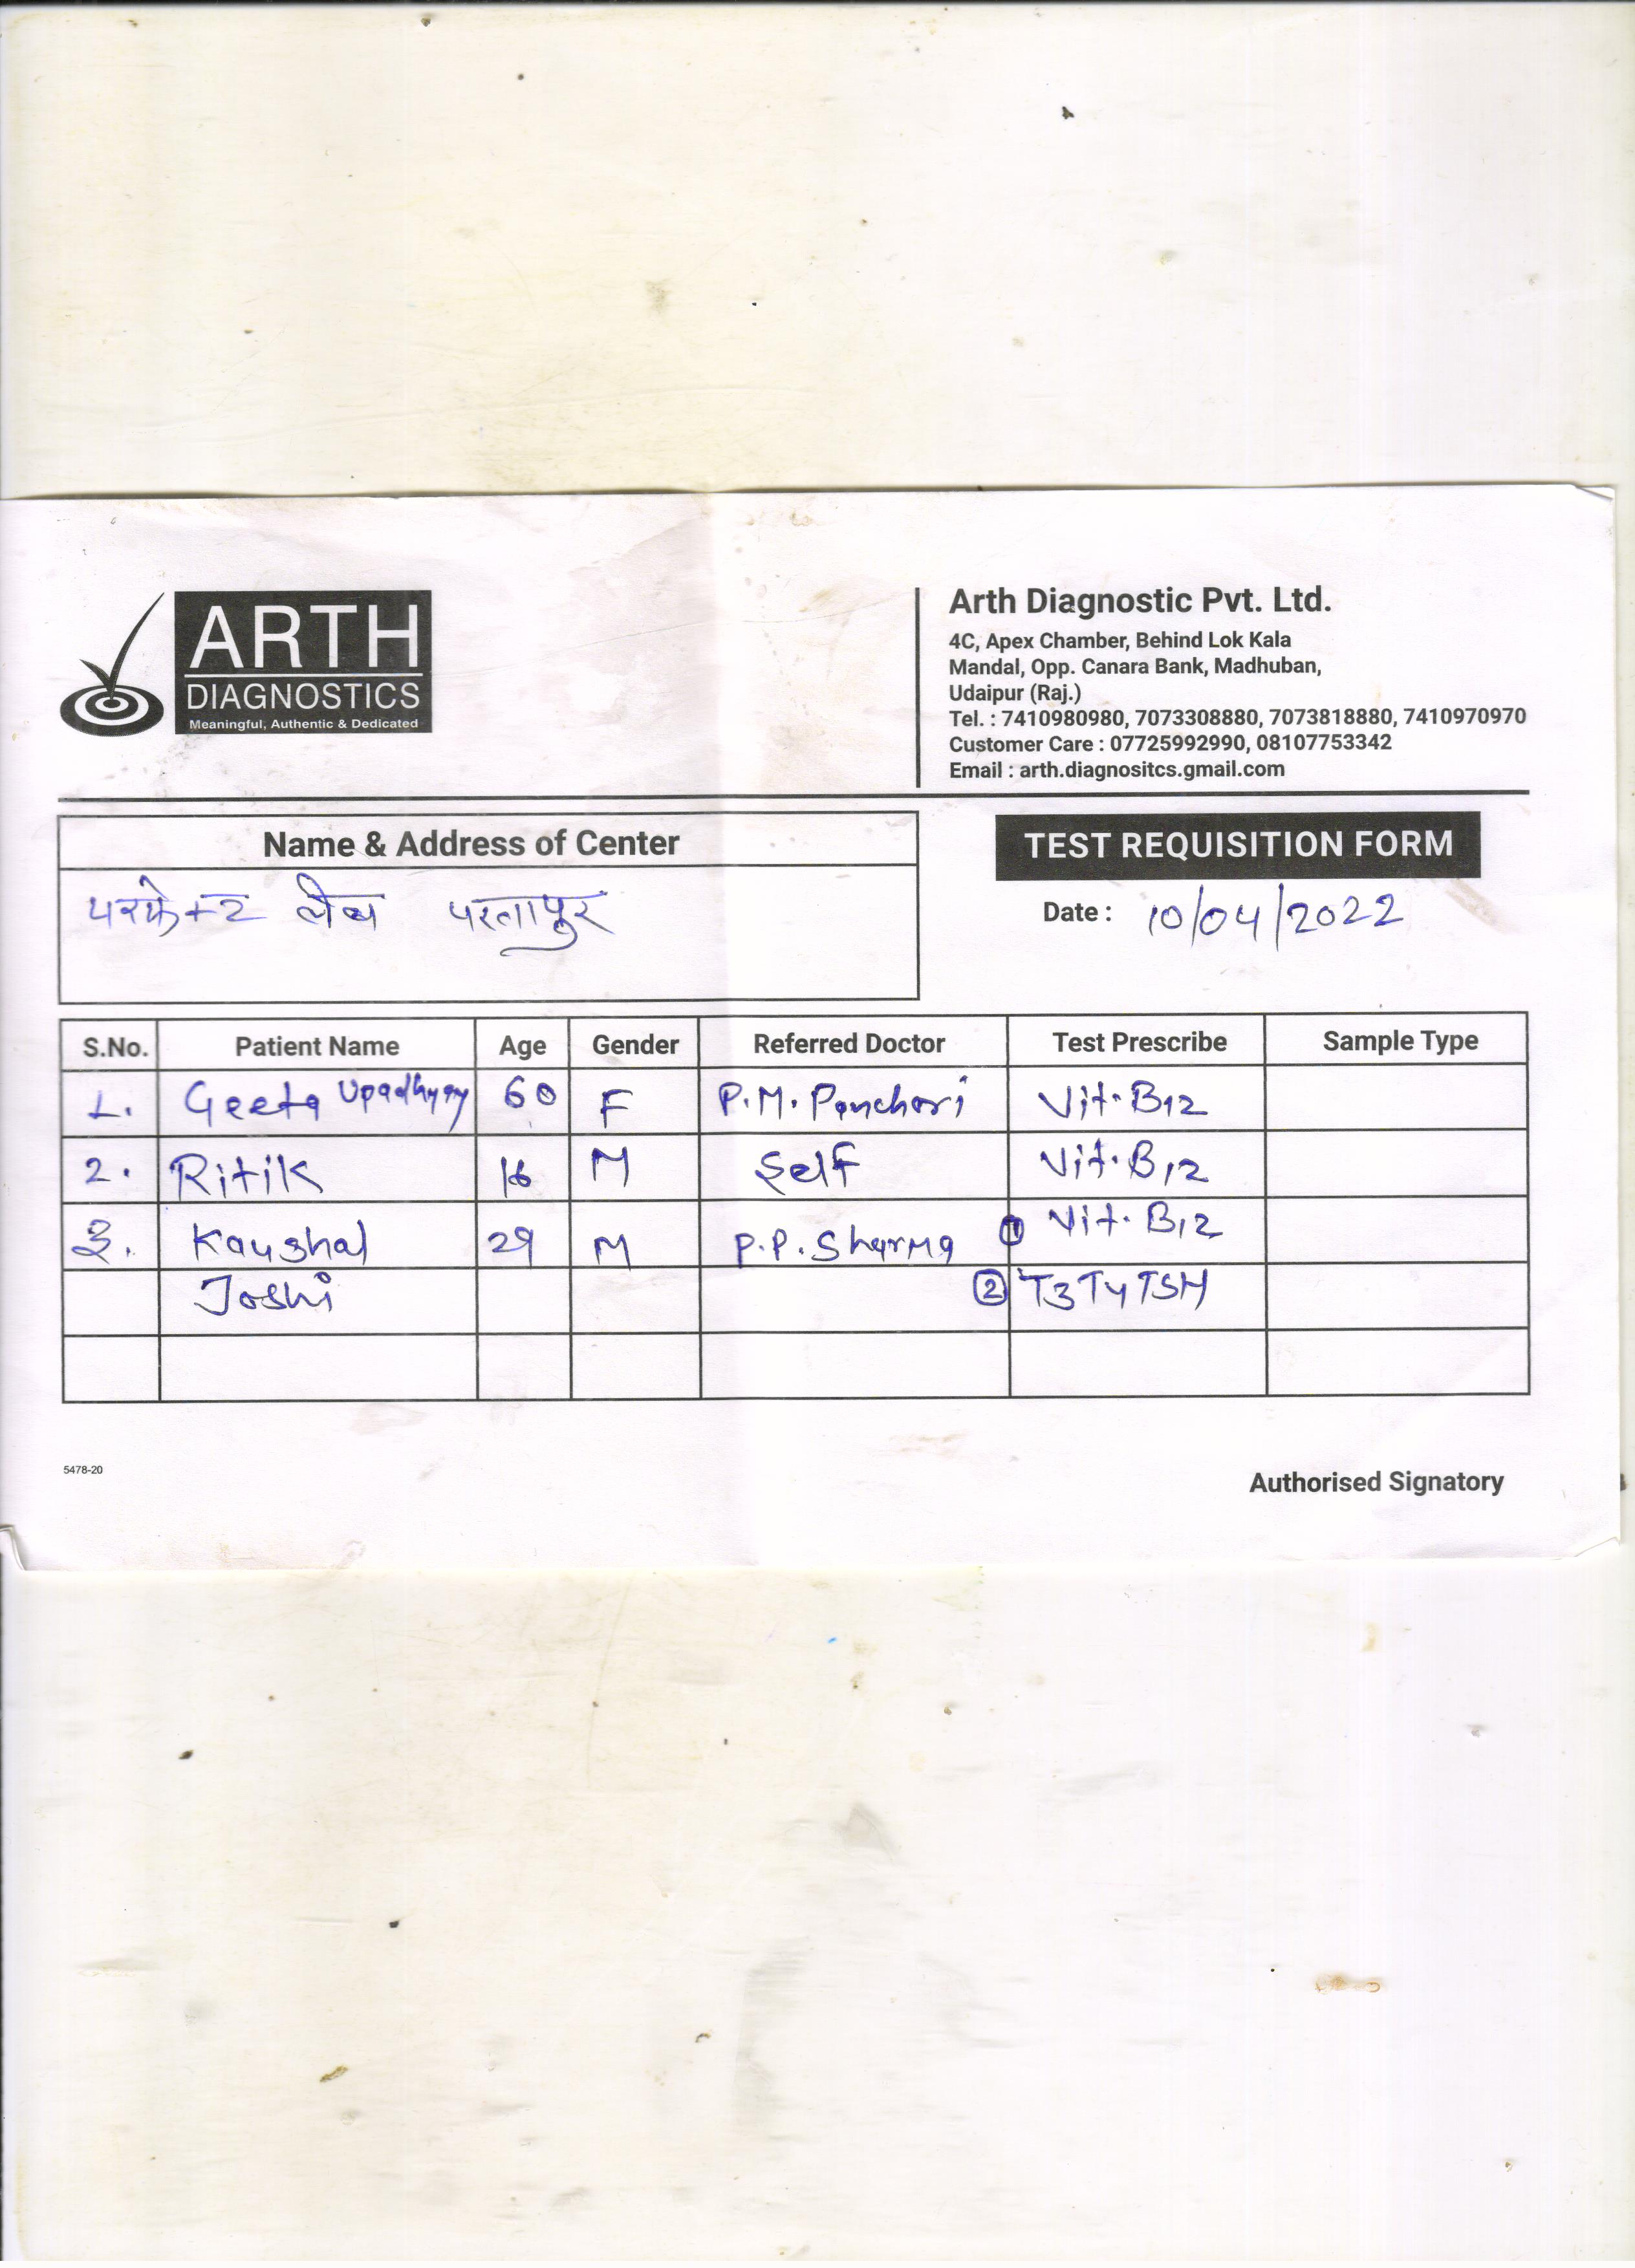 ARTH
DIAGNOSTICS
Meaningful, Authentic & Dedicated
Arth Diagnostic Pvt. Ltd.
4C, Apex Chamber, Behind Lok Kala
Mandal, Opp. Canara Bank, Madhuban,
Udaipur (Raj.)
Tel. : 7410980980, 7073308880, 7073818880, 7410970970
Customer Care : 07725992990, 08107753342
Email : arth.diagnositcs.gmail.com
Name & Address of Center
लेब परतापुर
TEST REQUISITION FORM
Date : 10/04/2022
S.No. Patient Name Age Gender Referred Doctor Test Prescribe Sample Type
1. Geeta Upadhyay 60 F P.M. Panchori Vit. B12
2. Ritik 16 M Self Vit. B12
3. Kaushal 29 M P.P. Sharma ① Vit. B12
Joshi ② T3 T4 TSH
5478-20
Authorised Signatory